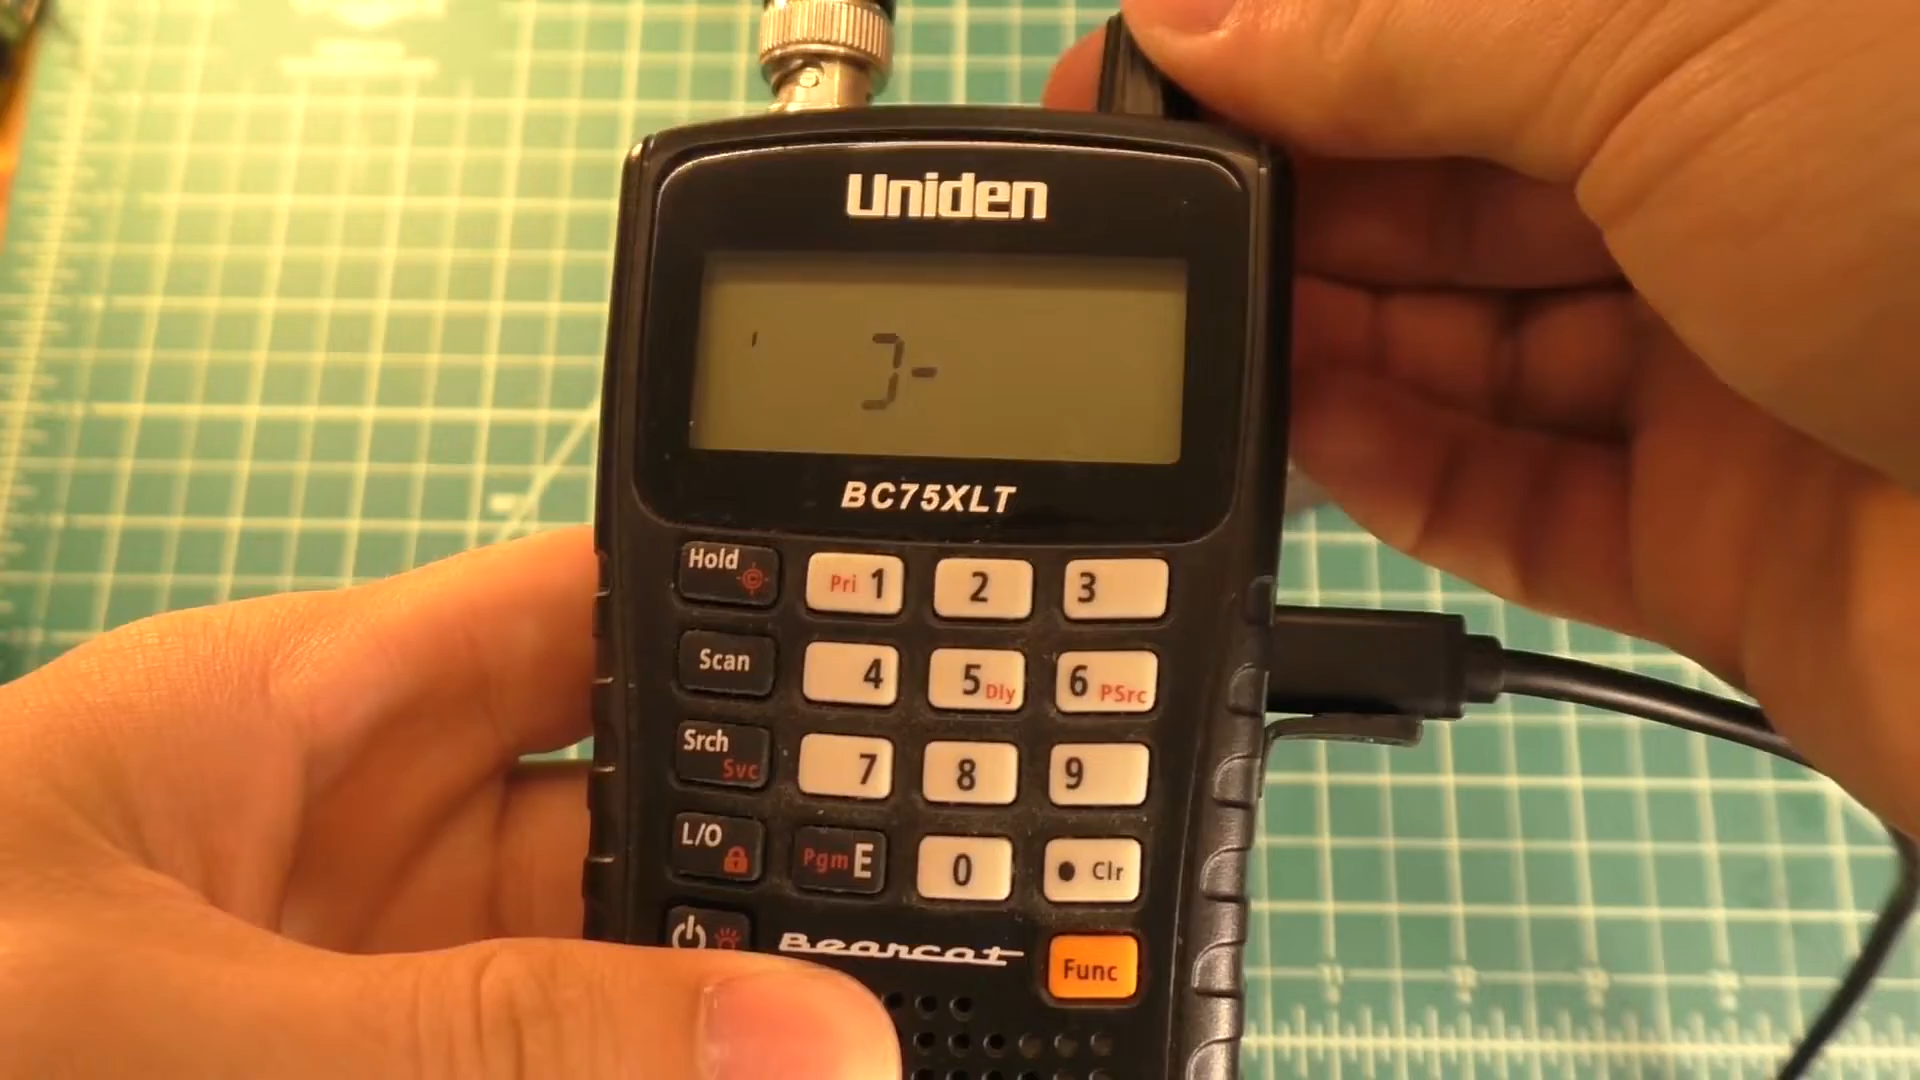 Uniden
BC75XLT
Hold Pri 1 2 3
Scan 4 5 Dly 6 PSrc
Srch Svc 7 8 9
L/O Pgm E 0 • Clr
Bearcat Func